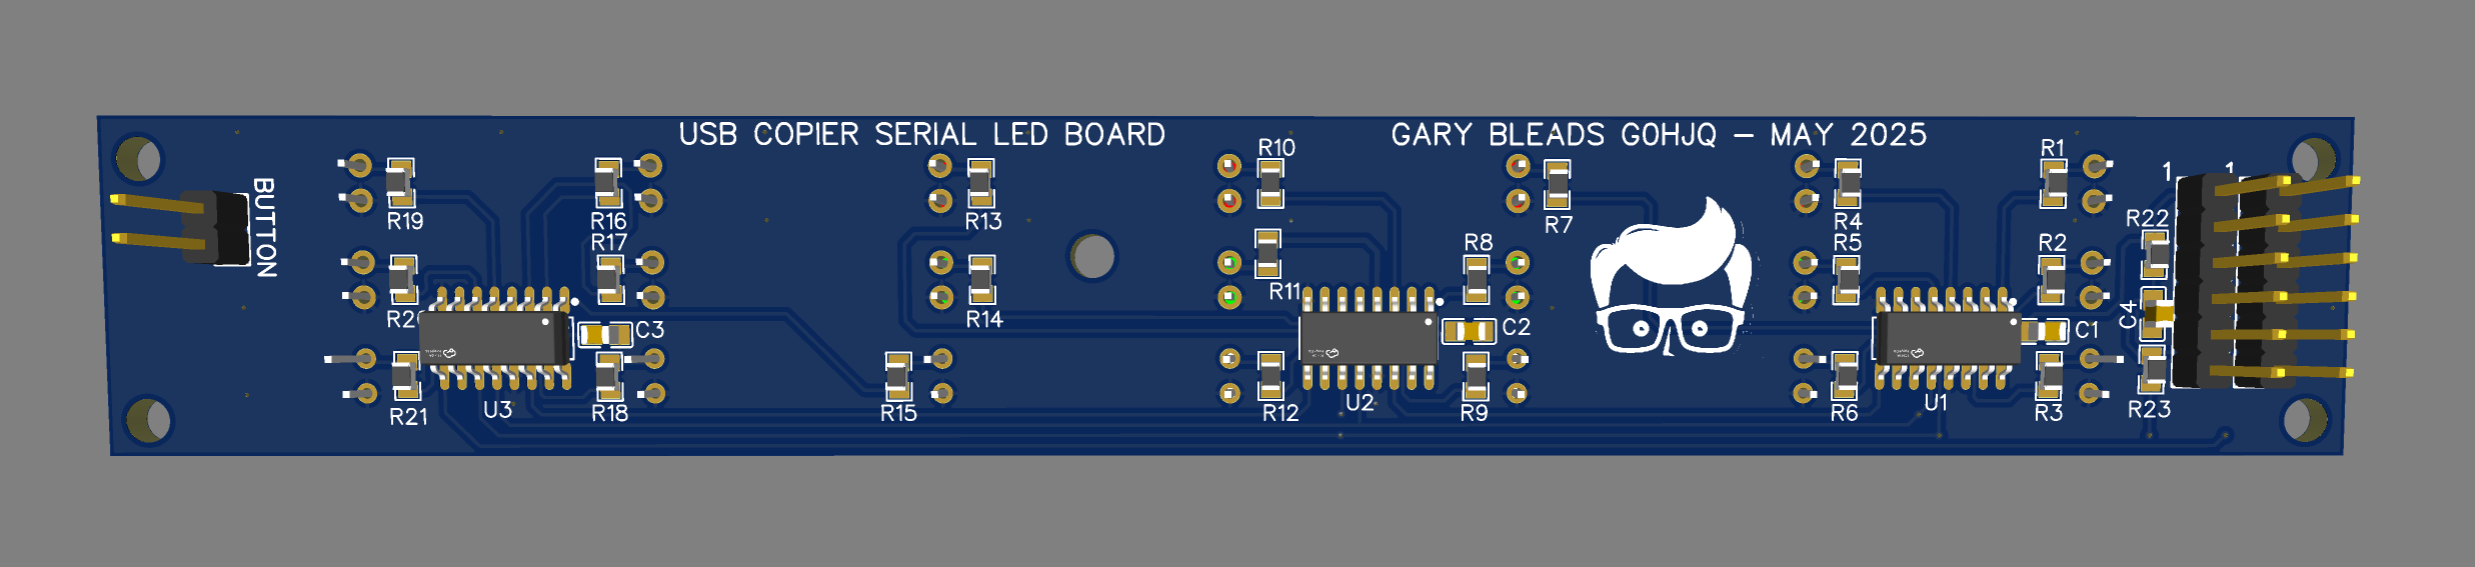 USB COPIER SERIAL LED BOARD
GARY BLEADS G0HJQ – MAY 2025
R10
R1
1
1
BUTTON
R19
R16
R13
R7
R4
R22
R17
R8
R5
R2
R11
R20
R14
C3
C2
C1
C4
U3
R21
R18
R15
R12
U2
R9
R6
U1
R3
R23